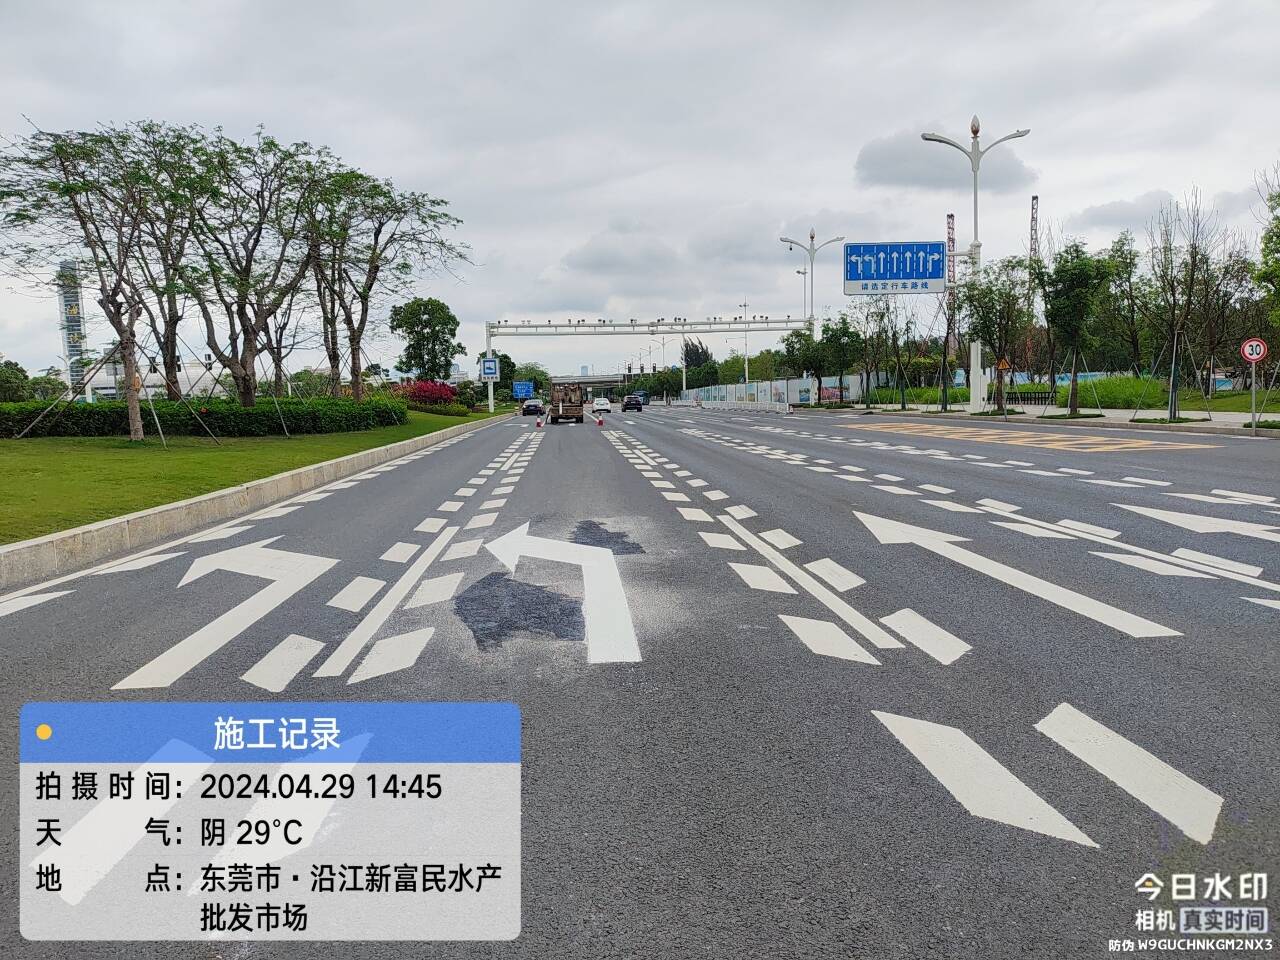 请选定行车路线
30
施工记录
拍摄时间：2024.04.29 14:45
天气：阴 29°C
地点：东莞市·沿江新富民水产
批发市场
今日水印
相机 真实时间
防伪 W9GUCHNKGM2NX3